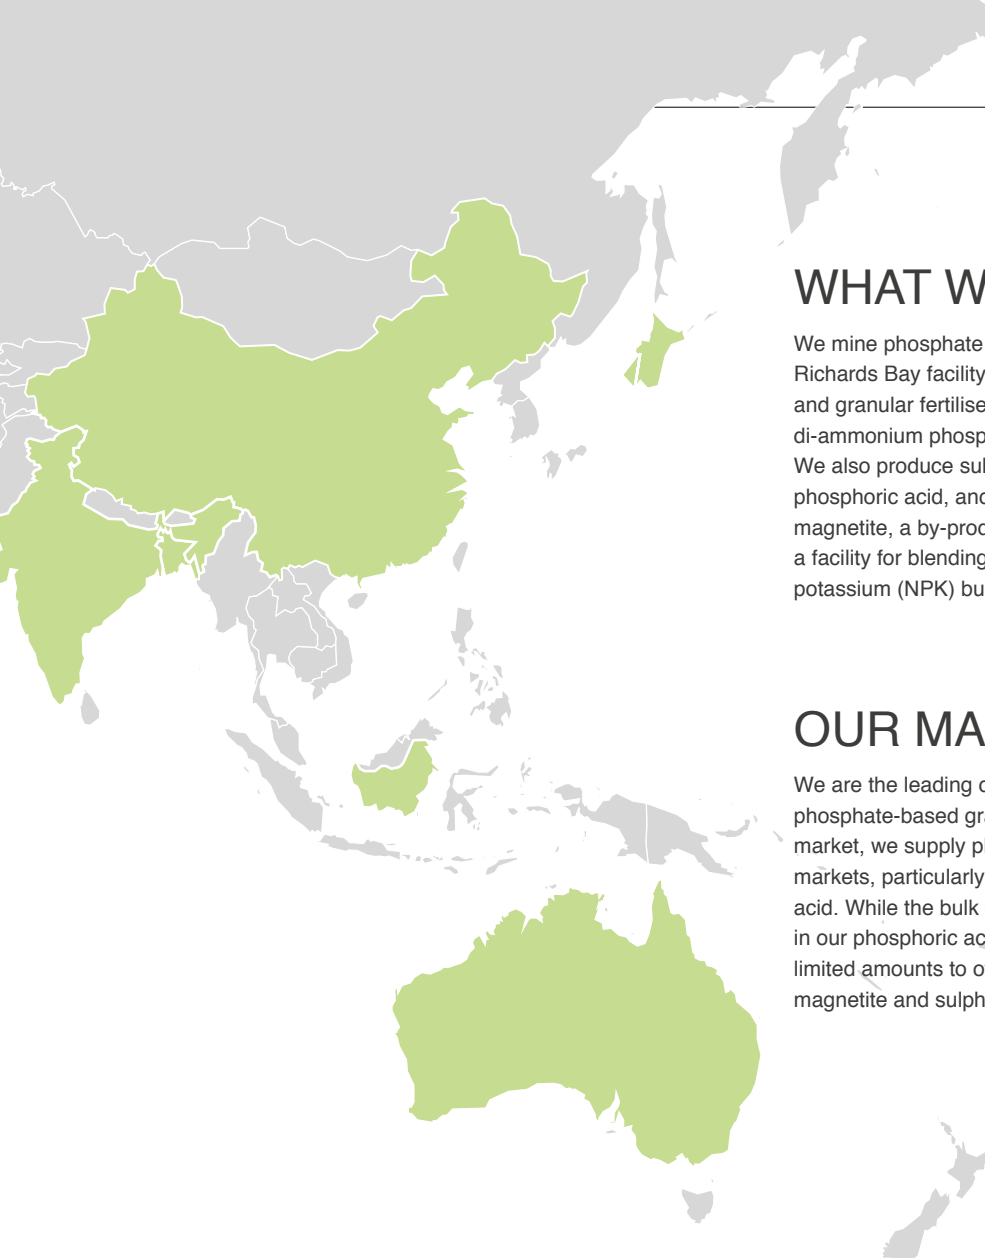 WHAT W
We mine phosphate
Richards Bay facility
and granular fertilise
di-ammonium phosp
We also produce sul
phosphoric acid, and
magnetite, a by-prod
a facility for blending
potassium (NPK) bu
OUR MA
We are the leading
phosphate-based gra
market, we supply p
markets, particularly
acid. While the bulk
in our phosphoric ac
limited amounts to o
magnetite and sulph